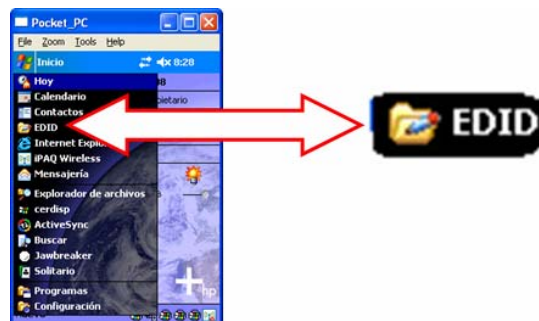 Pocket_PC
File Zoom Tools Help
Inicio 8:28
Hoy
Calendario
Contactos
EDID
Internet
iPAQ Wireless
Mensajería
Explorador de archivos
cerdisp
ActiveSync
Buscar
Jawbreaker
Solitario
Programas
Configuración
hp
EDID